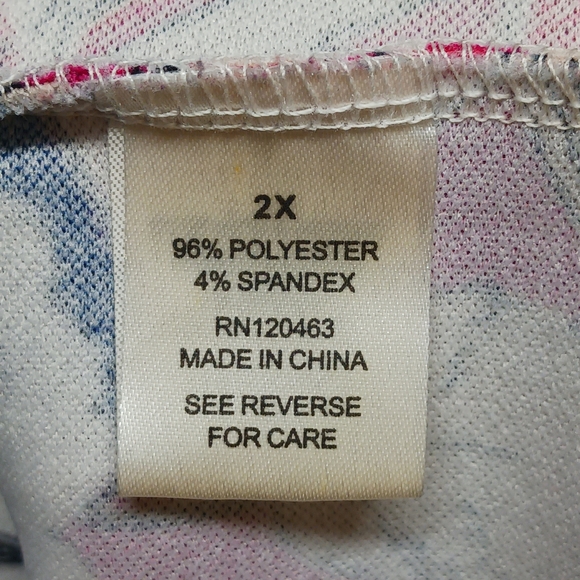 2X
96% POLYESTER
4% SPANDEX
RN120463
MADE IN CHINA
SEE REVERSE
FOR CARE